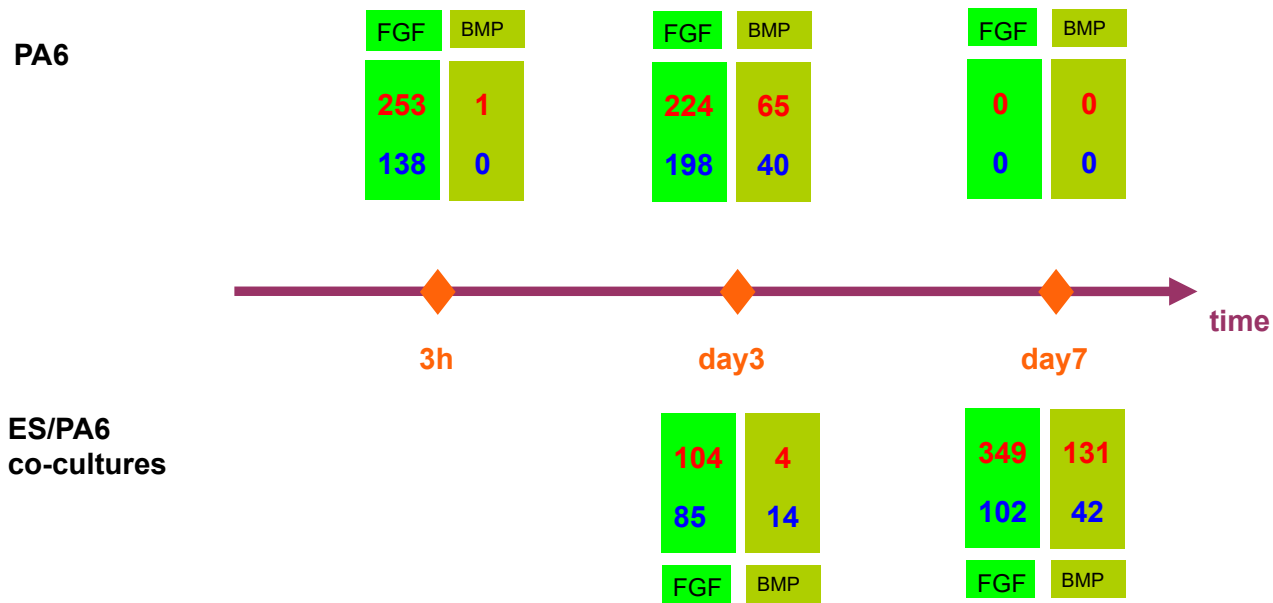 FGF BMP FGF BMP FGF BMP
PA6
253 1 224 65 0 0
138 0 198 40 0 0
time
3h day3 day7
ES/PA6
co-cultures
104 4 349 131
85 14 102 42
FGF BMP FGF BMP